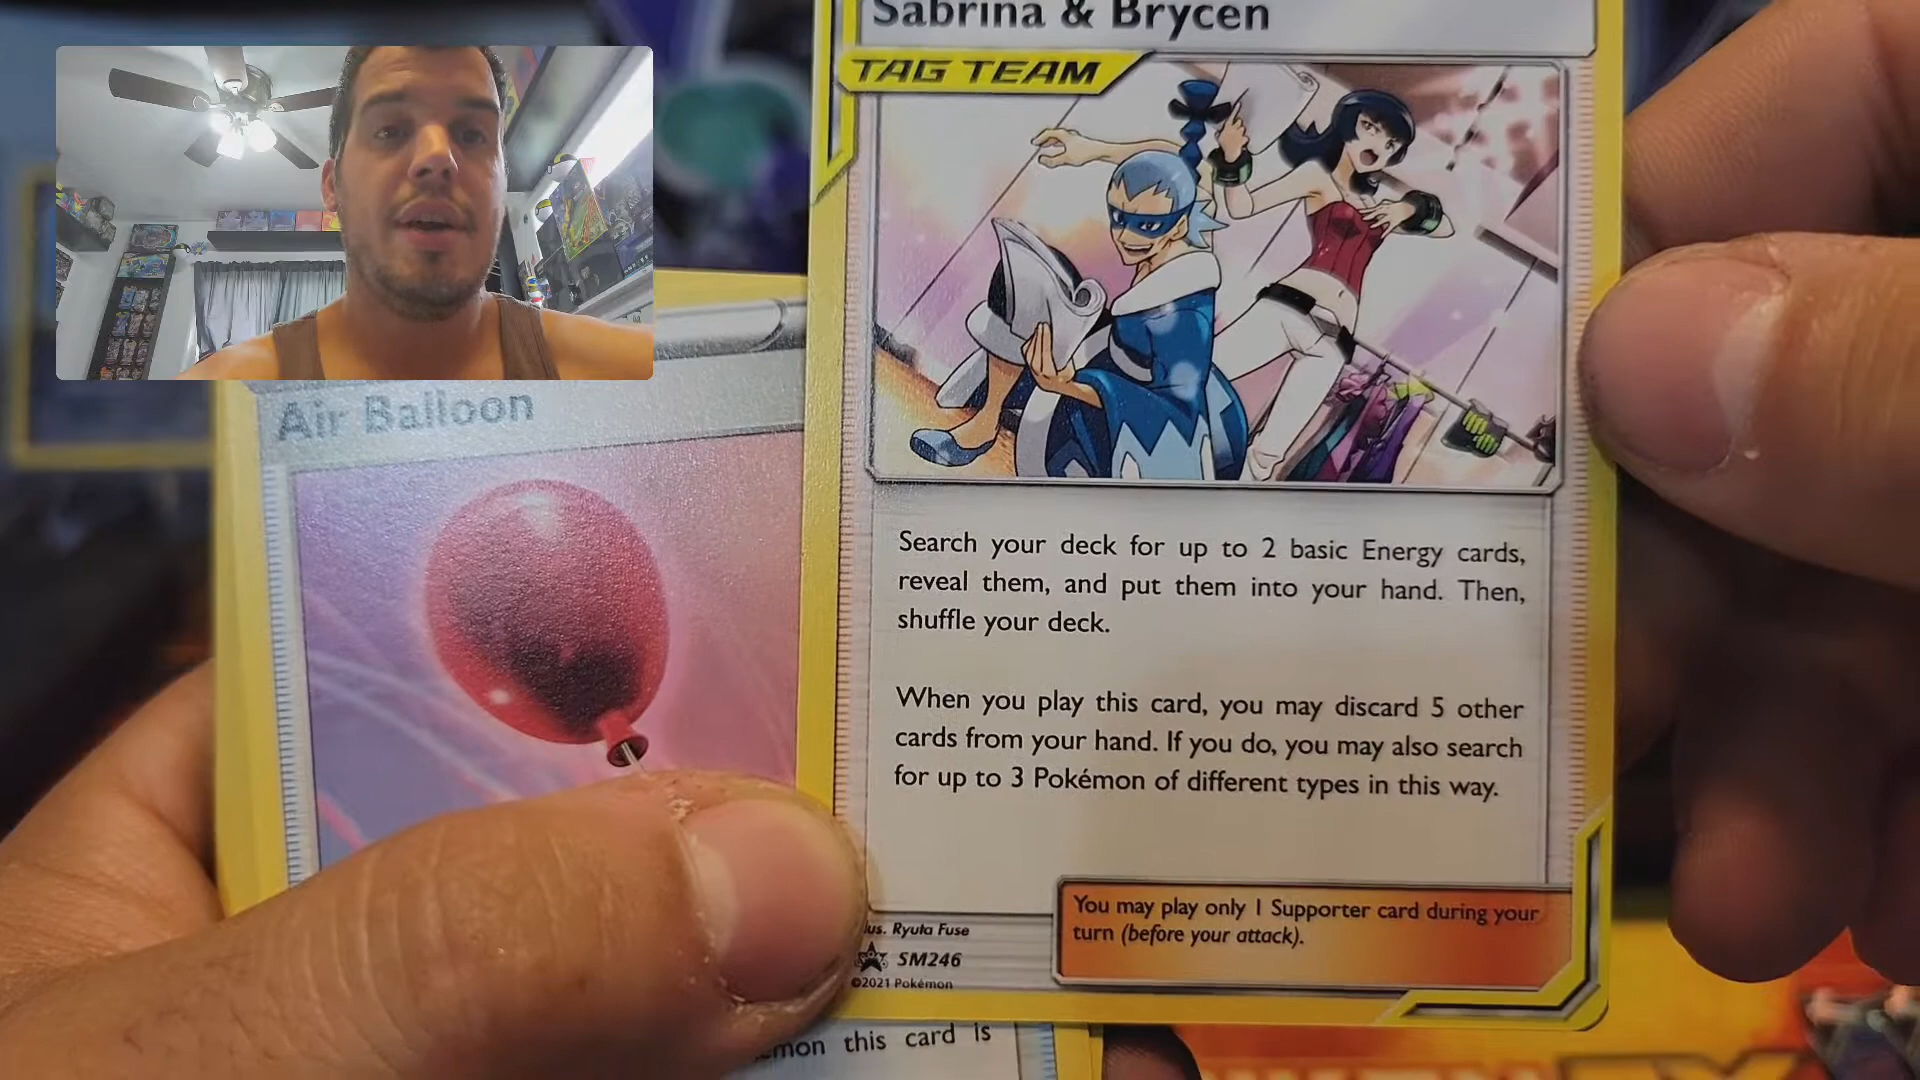 Sabrina & Brycen
TAG TEAM
Air Balloon
Search your deck for up to 2 basic Energy cards,
reveal them, and put them into your hand. Then,
shuffle your deck.
When you play this card, you may discard 5 other
cards from your hand. If you do, you may also search
for up to 3 Pokémon of different types in this way.
You may play only 1 Supporter card during your
turn (before your attack).
Ryuta Fuse
SM246
©2021 Pokémon
this card is